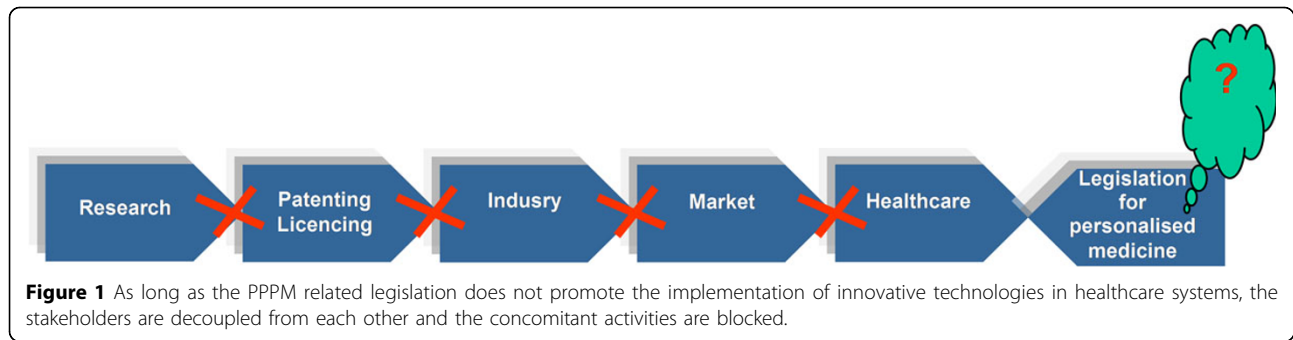 ?
Research
Patenting
Licencing
Indusry
Market
Healthcare
Legislation
for
personalised
medicine
Figure 1 As long as the PPPM related legislation does not promote the implementation of innovative technologies in healthcare systems, the
stakeholders are decoupled from each other and the concomitant activities are blocked.